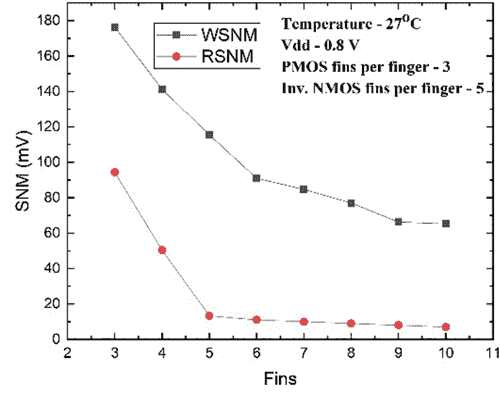 180
160
140
120
100
80
60
40
20
0
SNM (mV)
WSNM
RSNM
Temperature - 27⁰C
Vdd - 0.8 V
PMOS fins per finger - 3
Inv. NMOS fins per finger - 5
2 3 4 5 6 7 8 9 10 11
Fins